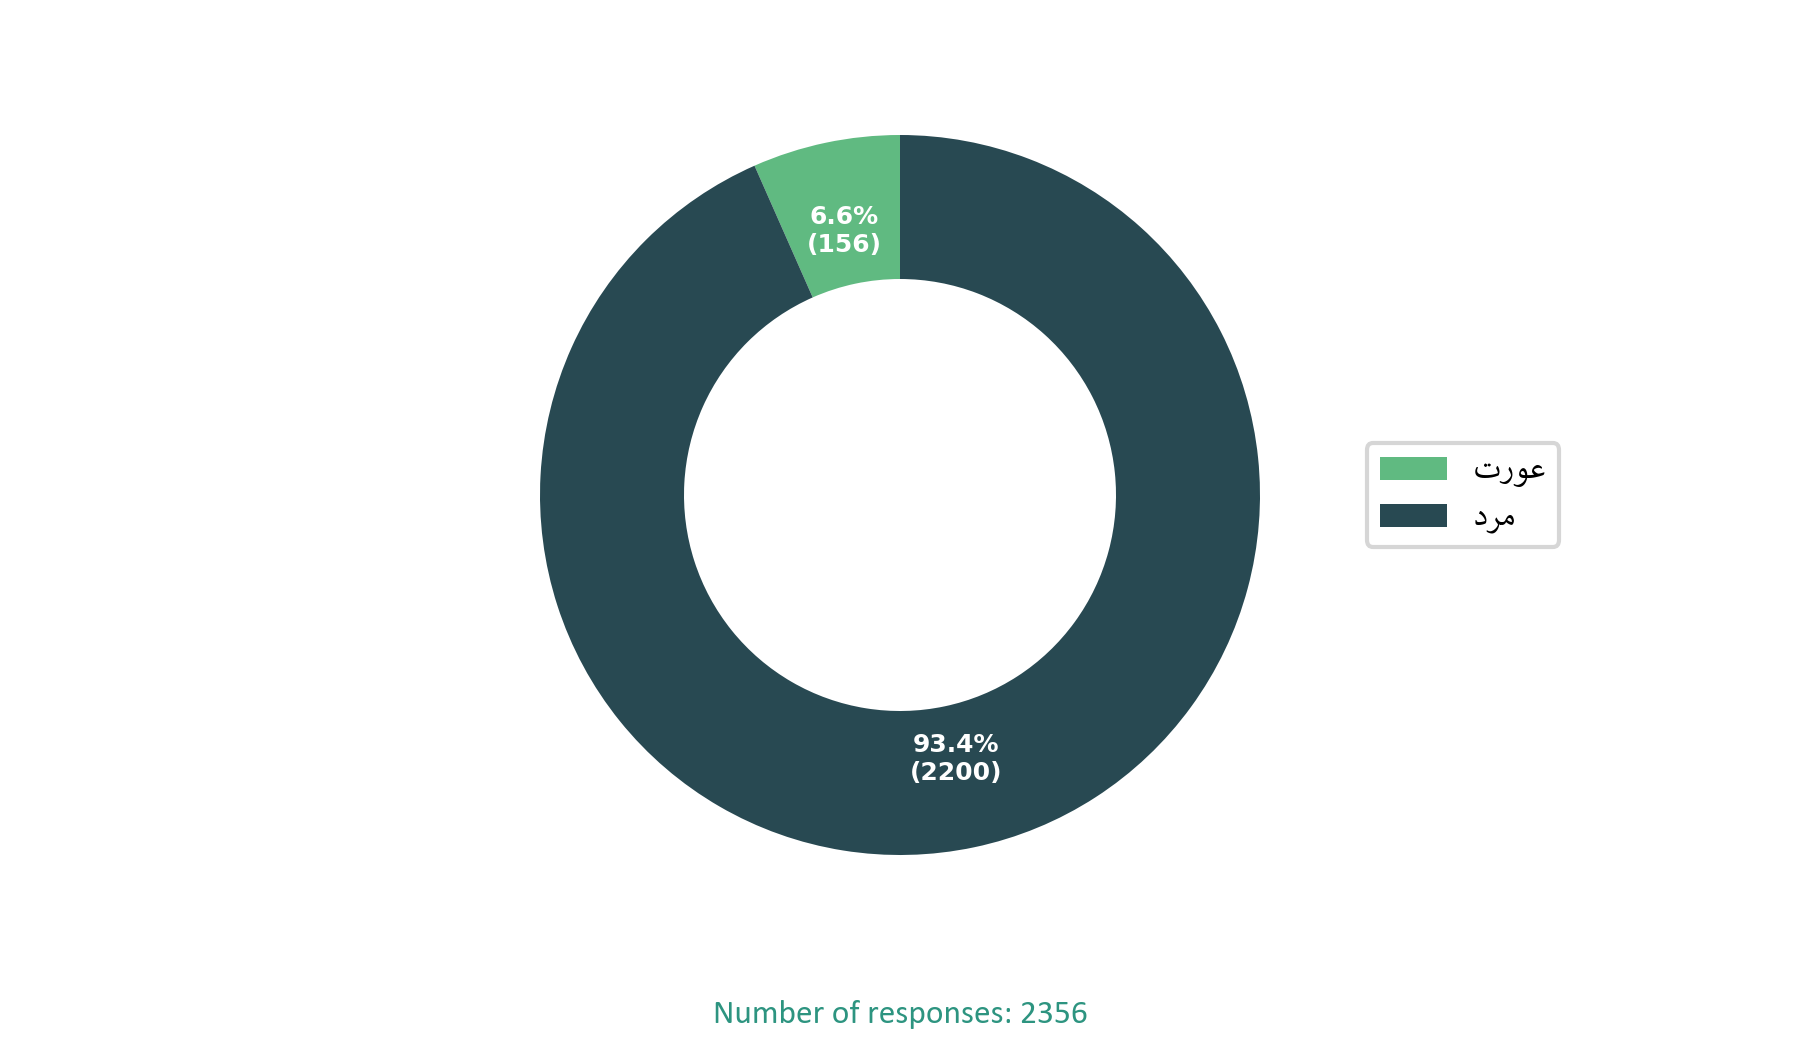 6.6%
(156)
عورت
مرد
93.4%
(2200)
Number of responses: 2356